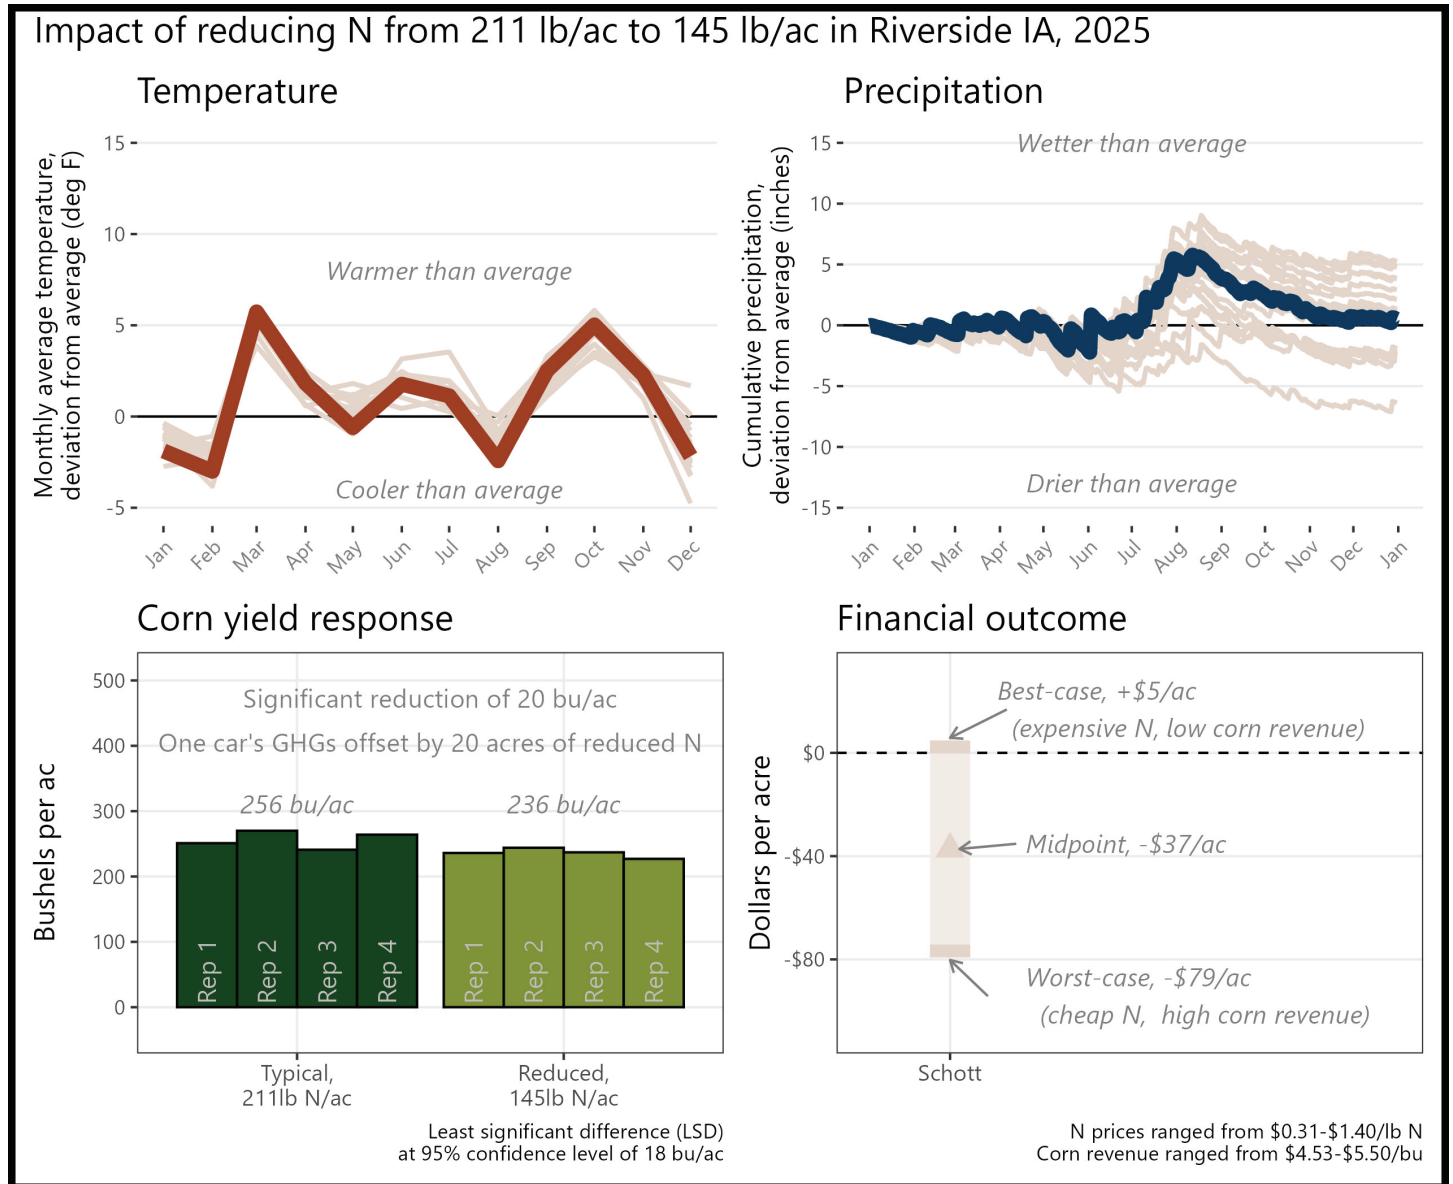 Impact of reducing N from 211 lb/ac to 145 lb/ac in Riverside IA, 2025
Temperature
Monthly average temperature,
deviation from average (deg F)
15
10
5
0
-5
Warmer than average
Cooler than average
Jan
Feb
Mar
Apr
May
Jun
Jul
Aug
Sep
Oct
Nov
Dec
Precipitation
Cumulative precipitation,
deviation from average (inches)
15
10
5
0
-5
-10
-15
Wetter than average
Drier than average
Jan
Feb
Mar
Apr
May
Jun
Jul
Aug
Sep
Oct
Nov
Dec
Jan
Corn yield response
Bushels per ac
500
400
300
200
100
0
Significant reduction of 20 bu/ac
One car's GHGs offset by 20 acres of reduced N
256 bu/ac
236 bu/ac
Rep 1
Rep 2
Rep 3
Rep 4
Rep 1
Rep 2
Rep 3
Rep 4
Typical,
211lb N/ac
Reduced,
145lb N/ac
Least significant difference (LSD)
at 95% confidence level of 18 bu/ac
Financial outcome
Dollars per acre
$0
-$40
-$80
Best-case, +$5/ac
(expensive N, low corn revenue)
Midpoint, -$37/ac
Worst-case, -$79/ac
(cheap N,  high corn revenue)
Schott
N prices ranged from $0.31-$1.40/lb N
Corn revenue ranged from $4.53-$5.50/bu